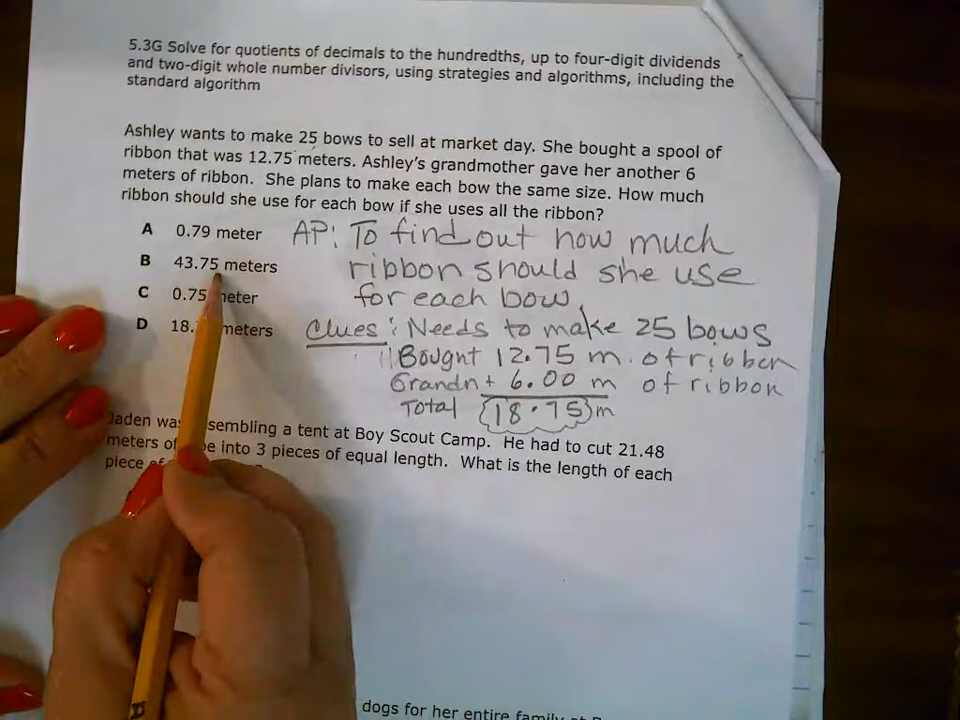 5.3G Solve for quotients of decimals to the hundredths, up to four-digit dividends
and two-digit whole number divisors, using strategies and algorithms, including the
standard algorithm
Ashley wants to make 25 bows to sell at market day. She bought a spool of
ribbon that was 12.75 meters. Ashley's grandmother gave her another 6
meters of ribbon. She plans to make each bow the same size. How much
ribbon should she use for each bow if she uses all the ribbon?
A 0.79 meter
B 43.75 meters
C 0.75 meter
D 18. meters
AP: To find out how much
ribbon should she use
for each bow.
Clues: Needs to make 25 bows
Bought 12.75 m. of ribbon
Grandn + 6.00 m of ribbon
Total 18.75 m
Jaden was sembling a tent at Boy Scout Camp. He had to cut 21.48
meters of into 3 pieces of equal length. What is the length of each
piece
dogs for her entire family at